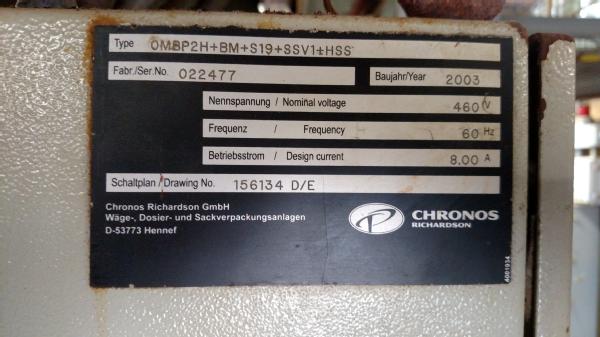 Type OMBP2H+BM+S19+SSV1+HSS
Fabr./Ser.No. 022477 Baujahr/Year 2003
Nennspannung / Nominal voltage 460 V
Frequenz / Frequency 60 Hz
Betriebsstrom / Design current 8.00 A
Schaltplan / Drawing No. 156134 D/E
Chronos Richardson GmbH
Wäge-, Dosier- und Sackverpackungsanlagen
D-53773 Hennef
CHRONOS
RICHARDSON
4001934